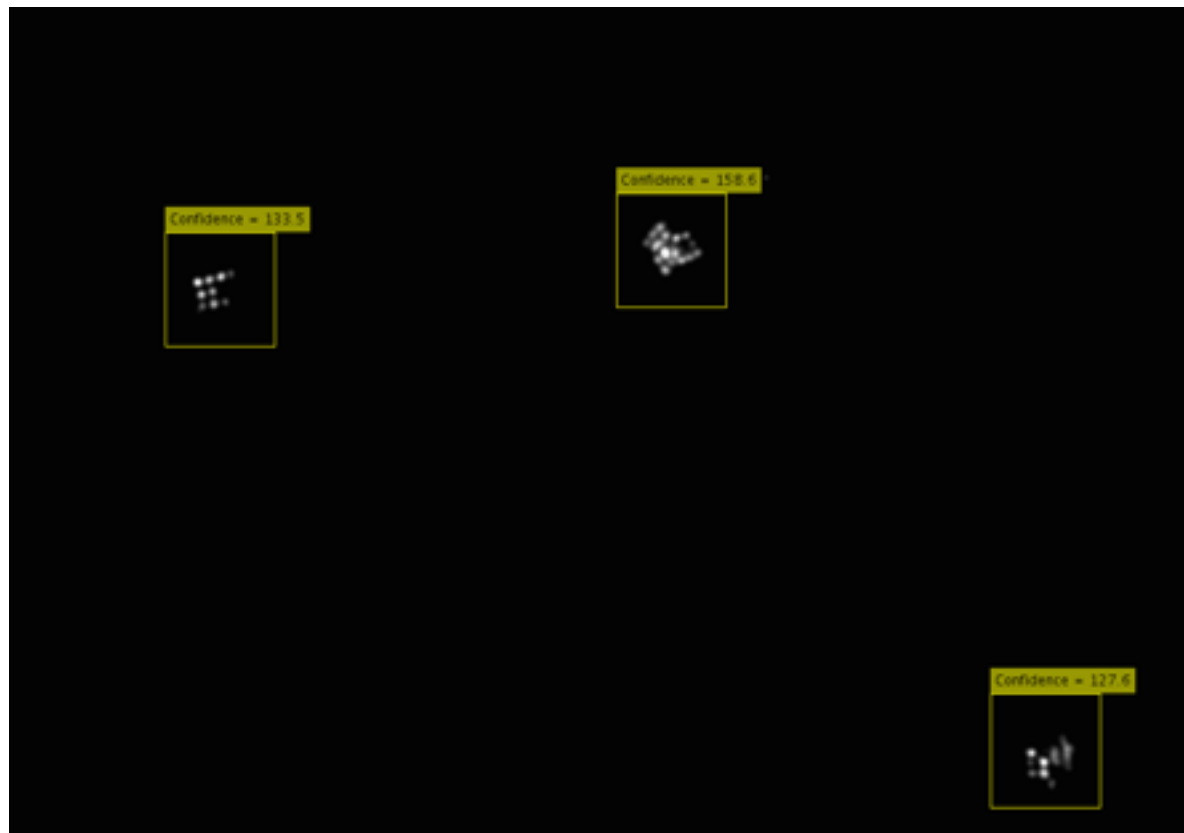 Confidence = 158.6
Confidence = 133.5
Confidence = 127.6